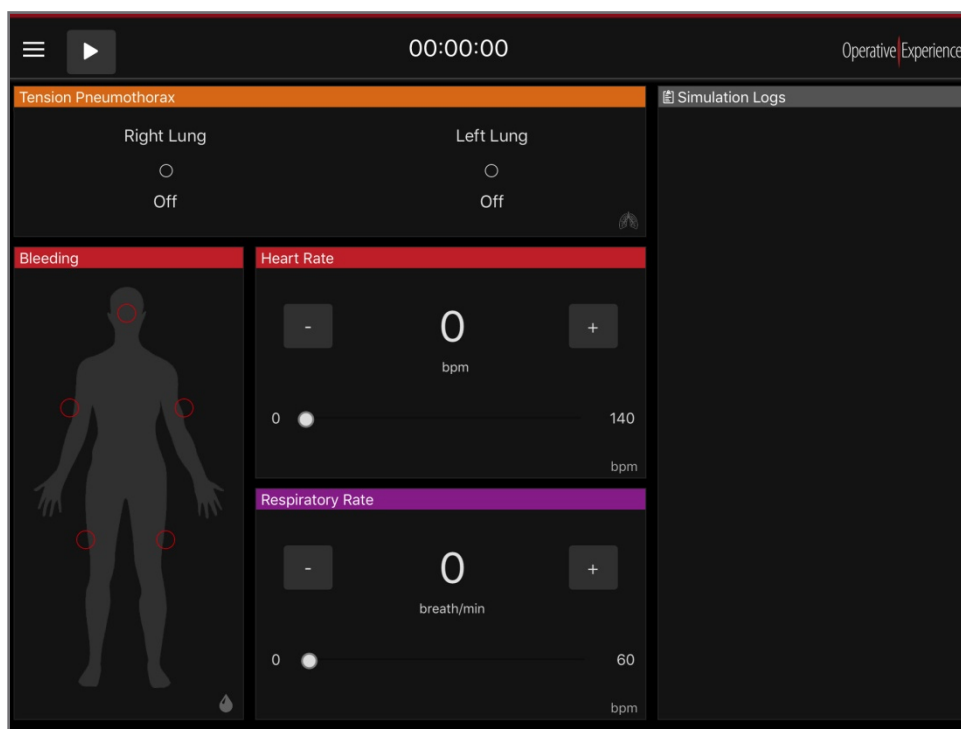 00:00:00
Operative Experience
Tension Pneumothorax
Right Lung
Left Lung
Off
Off
Simulation Logs
Bleeding
Heart Rate
-
0
+
bpm
0
140
bpm
Respiratory Rate
-
0
+
breath/min
0
60
bpm